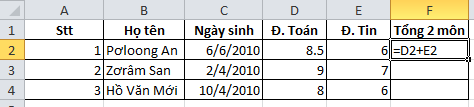 A B C D E F
1 Stt Họ tên Ngày sinh Đ. Toán Đ. Tin Tổng 2 môn
2 1 Pơloong An 6/6/2010 8.5 6 =D2+E2
3 2 Zơrâm San 2/4/2010 9 7
4 3 Hồ Văn Mới 10/4/2010 8 6